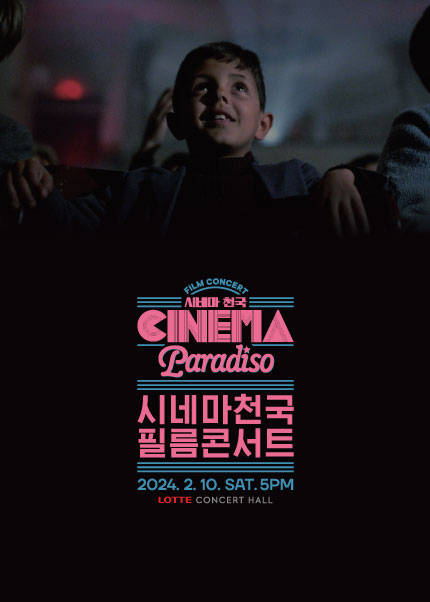 FILM CONCERT
시네마 천국
CINEMA
Paradiso
시네마천국
필름콘서트
2024. 2. 10. SAT. 5PM
LOTTE CONCERT HALL